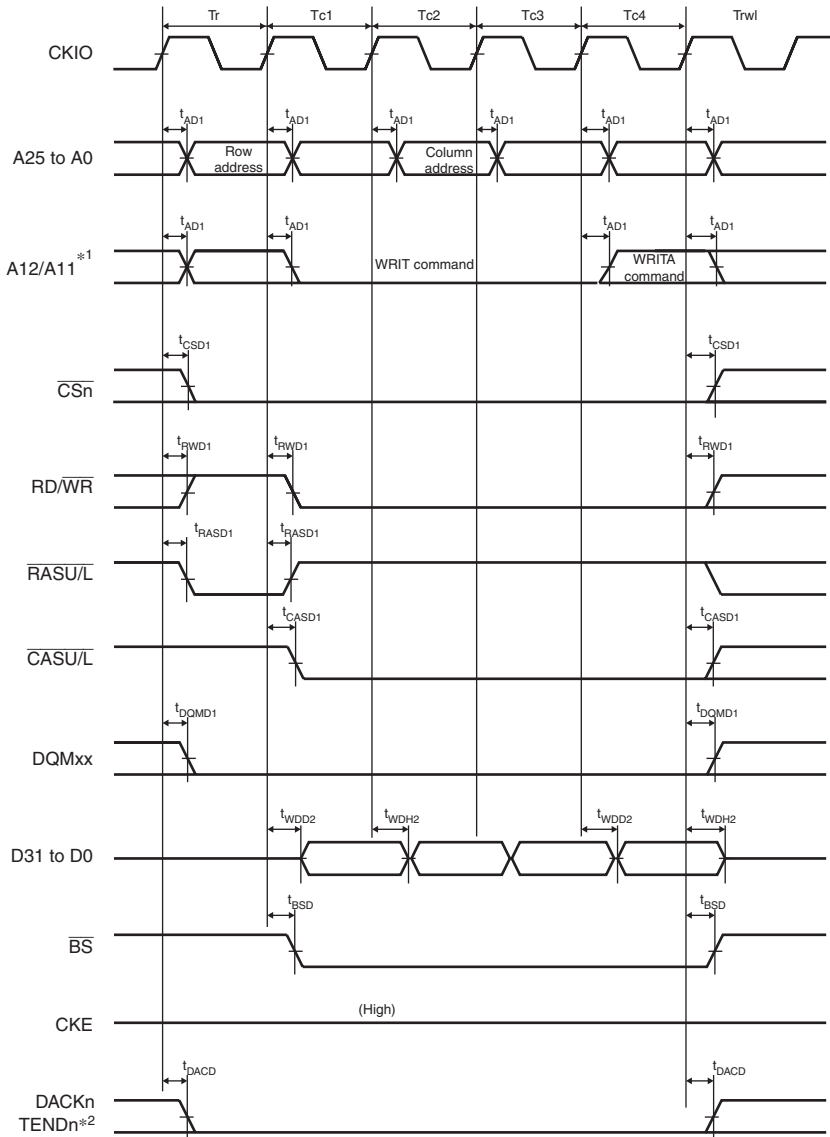 Tr Tc1 Tc2 Tc3 Tc4 Trwl
CKIO
tAD1 tAD1 tAD1 tAD1 tAD1 tAD1
A25 to A0
Row address
Column address
tAD1 tAD1 tAD1 tAD1
A12/A11*1
WRIT command
WRITA command
tCSD1 tCSD1
CSn
tRWD1 tRWD1 tRWD1
RD/WR
tRASD1 tRASD1
RASU/L
tCASD1 tCASD1
CASU/L
tDQMD1 tDQMD1
DQMxx
tWDD2 tWDH2 tWDD2 tWDH2
D31 to D0
tBSD tBSD
BS
(High)
CKE
tDACD tDACD
DACKn
TENDn*2